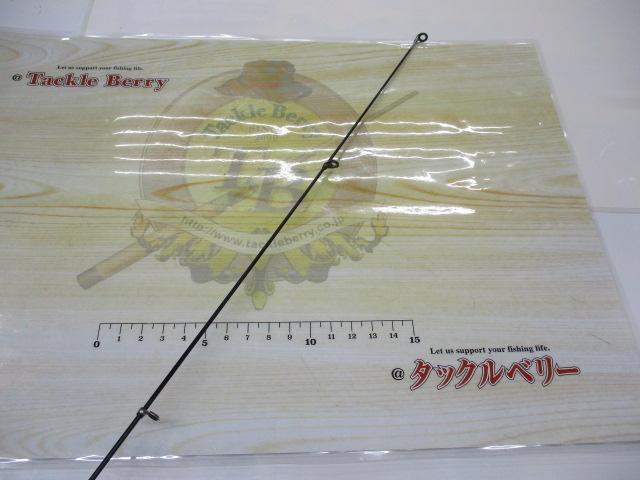 Let us support your fishing life.
@ Tackle Berry
Tackle Berry
TB
http://www.tackleberry.co.jp
0 1 2 3 4 5 6 7 8 9 10 11 12 13 14 15
Let us support your fishing life.
@ タックルベリー